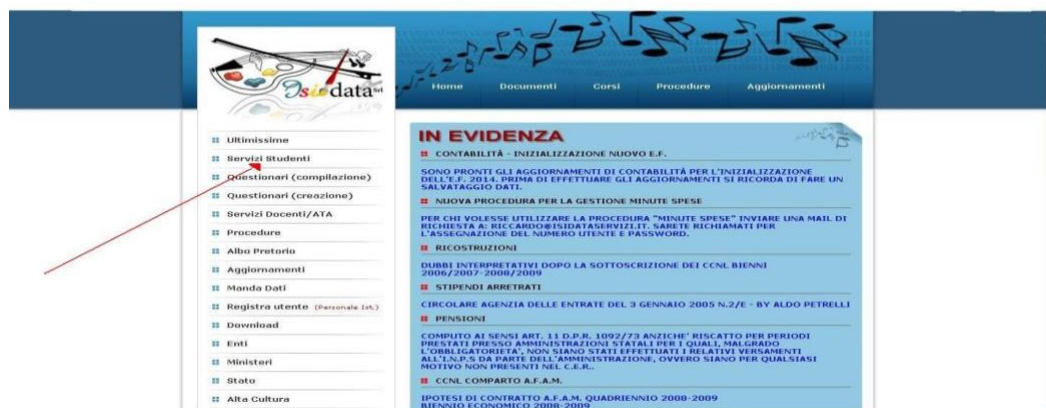 Isidata srl
Home Documenti Corsi Procedure Aggiornamenti
Ultimissime
Servizi Studenti
Questionari (compilazione)
Questionari (creazione)
Servizi Docenti/ATA
Procedure
Albo Pretorio
Aggiornamenti
Manda Dati
Registra utente (Personale Ist.)
Download
Enti
Ministeri
Stato
Alta Cultura
IN EVIDENZA
CONTABILITÀ - INIZIALIZZAZIONE NUOVO E.F.
SONO PRONTI GLI AGGIORNAMENTI DI CONTABILITÀ PER L'INIZIALIZZAZIONE
DELL'E.F. 2014. PRIMA DI EFFETTUARE GLI AGGIORNAMENTI SI RICORDA DI FARE UN
SALVATAGGIO DATI.
NUOVA PROCEDURA PER LA GESTIONE MINUTE SPESE
PER CHI VOLESSE UTILIZZARE LA PROCEDURA "MINUTE SPESE" INVIARE UNA MAIL DI
RICHIESTA A: RICCARDO@ISIDATASERVIZI.IT. SARETE RICHIAMATI PER
L'ASSEGNAZIONE DEL NUMERO UTENTE E PASSWORD.
RICOSTRUZIONI
DUBBI INTERPRETATIVI DOPO LA SOTTOSCRIZIONE DEI CCNL BIENNI
2006/2007-2008/2009
STIPENDI ARRETRATI
CIRCOLARE AGENZIA DELLE ENTRATE DEL 3 GENNAIO 2005 N.2/E - BY ALDO PETRELLI
PENSIONI
COMPUTO AI SENSI ART. 11 D.P.R. 1092/73 ANZICHE' RISCATTO PER PERIODI
PRESTATI PRESSO AMMINISTRAZIONI STATALI PER I QUALI, MALGRADO
L'OBBLIGATORIETA', NON SIANO STATI EFFETTUATI I RELATIVI VERSAMENTI
ALL'I.N.P.S DA PARTE DELL'AMMINISTRAZIONE, OVVERO SIANO PER QUALSIASI
MOTIVO NON PRESENTI NEL C.E.R..
CCNL COMPARTO A.F.A.M.
IPOTESI DI CONTRATTO A.F.A.M. QUADRIENNIO 2008-2009
BIENNIO ECONOMICO 2008-2009